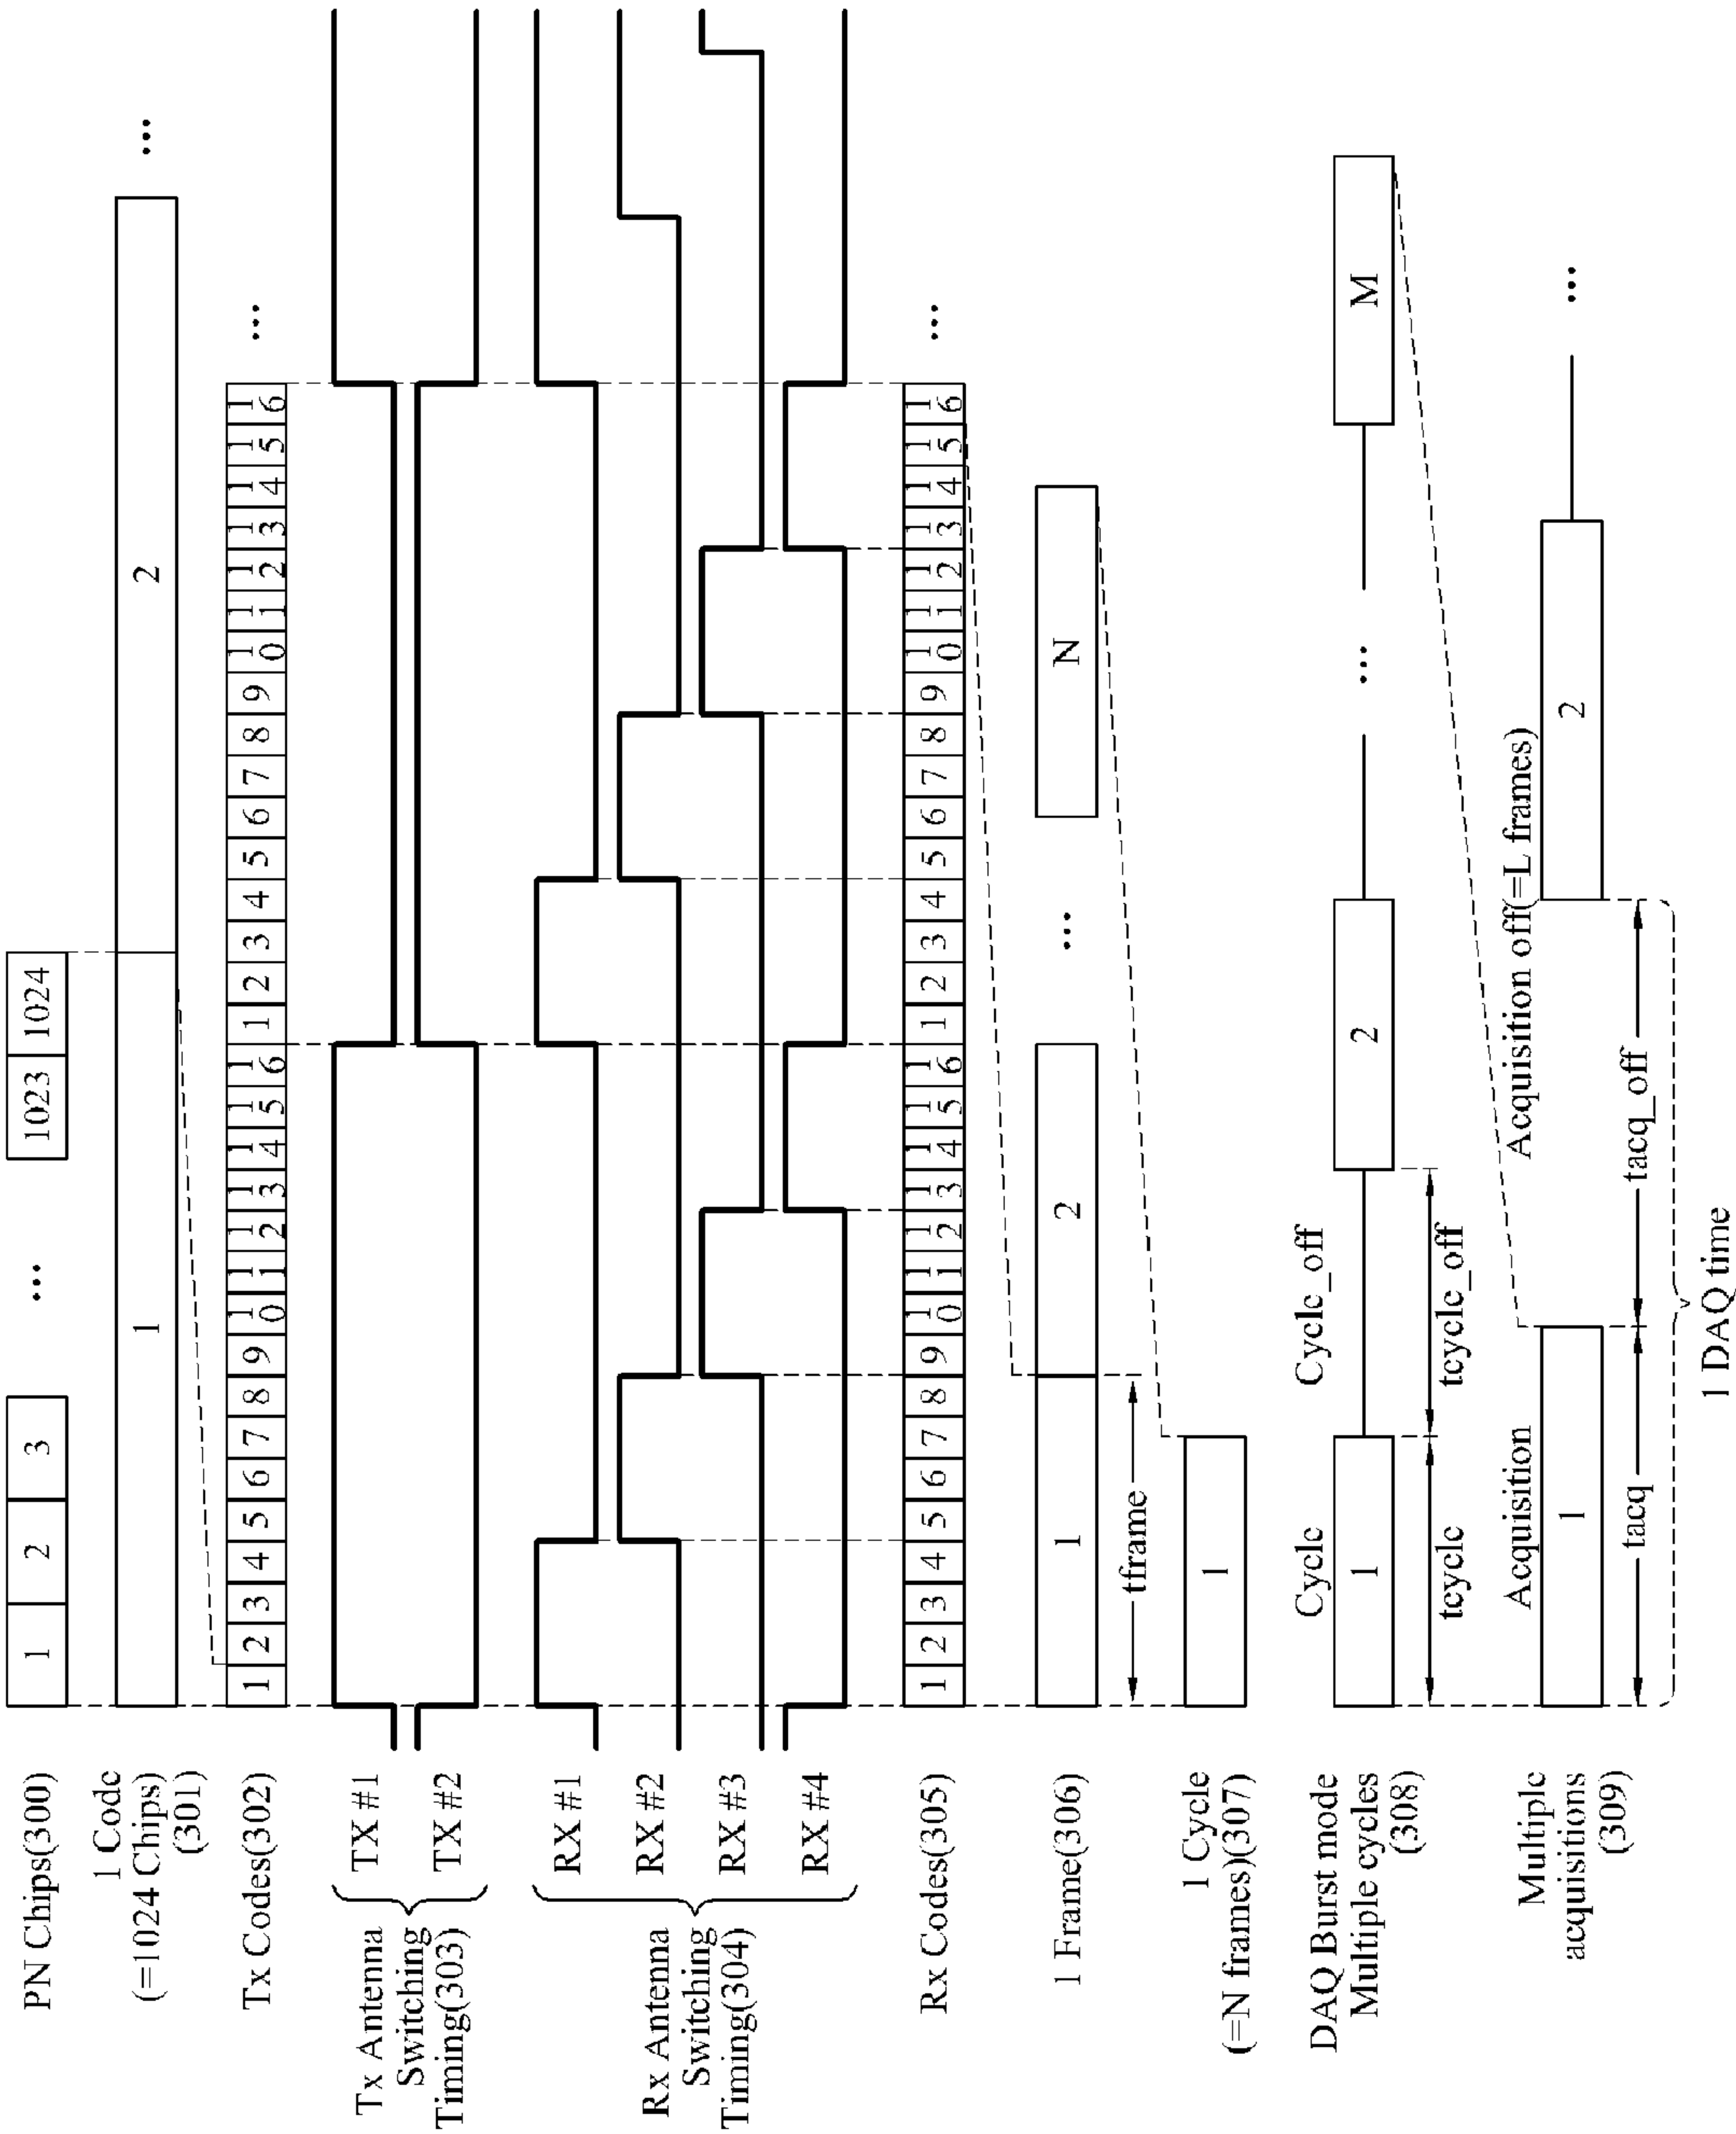 PN Chips(300)
1 2 3 ... 1023 1024
1 Code
(=1024 Chips)
(301)
1 2 ...
Tx Codes(302)
1 2 3 4 5 6 7 8 9 10 11 12 13 14 15 16 1 2 3 4 5 6 7 8 9 10 11 12 13 14 15 16 ...
Tx Antenna
Switching
Timing(303)
TX #1
TX #2
Rx Antenna
Switching
Timing(304)
RX #1
RX #2
RX #3
RX #4
Rx Codes(305)
1 2 3 4 5 6 7 8 9 10 11 12 13 14 15 16 1 2 3 4 5 6 7 8 9 10 11 12 13 14 15 16 ...
1 Frame(306)
1 2 ... N
tframe
1 Cycle
(=N frames)(307)
1
DAQ Burst mode
Multiple cycles
(308)
Cycle Cycle_off
1 2 ... M
tcycle tcycle_off
Multiple
acquisitions
(309)
Acquisition Acquisition off(=L frames)
1 2 ...
tacq tacq_off
1 DAQ time